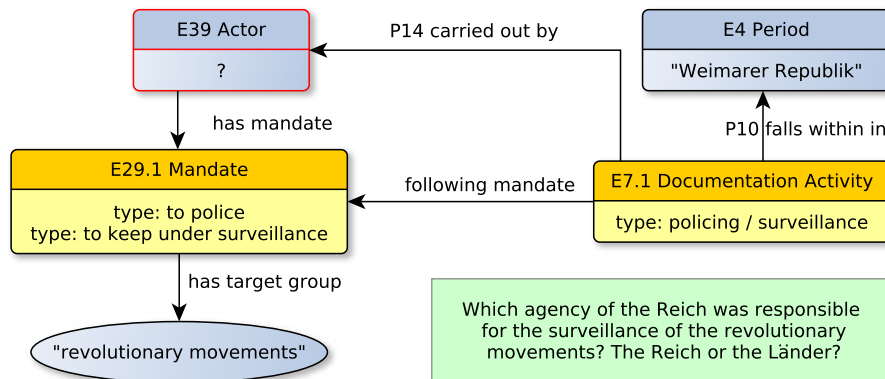 E39 Actor
?
P14 carried out by
E4 Period
"Weimarer Republik"
has mandate
P10 falls within in
E29.1 Mandate
type: to police
type: to keep under surveillance
following mandate
E7.1 Documentation Activity
type: policing / surveillance
has target group
"revolutionary movements"
Which agency of the Reich was responsible
for the surveillance of the revolutionary
movements? The Reich or the Länder?